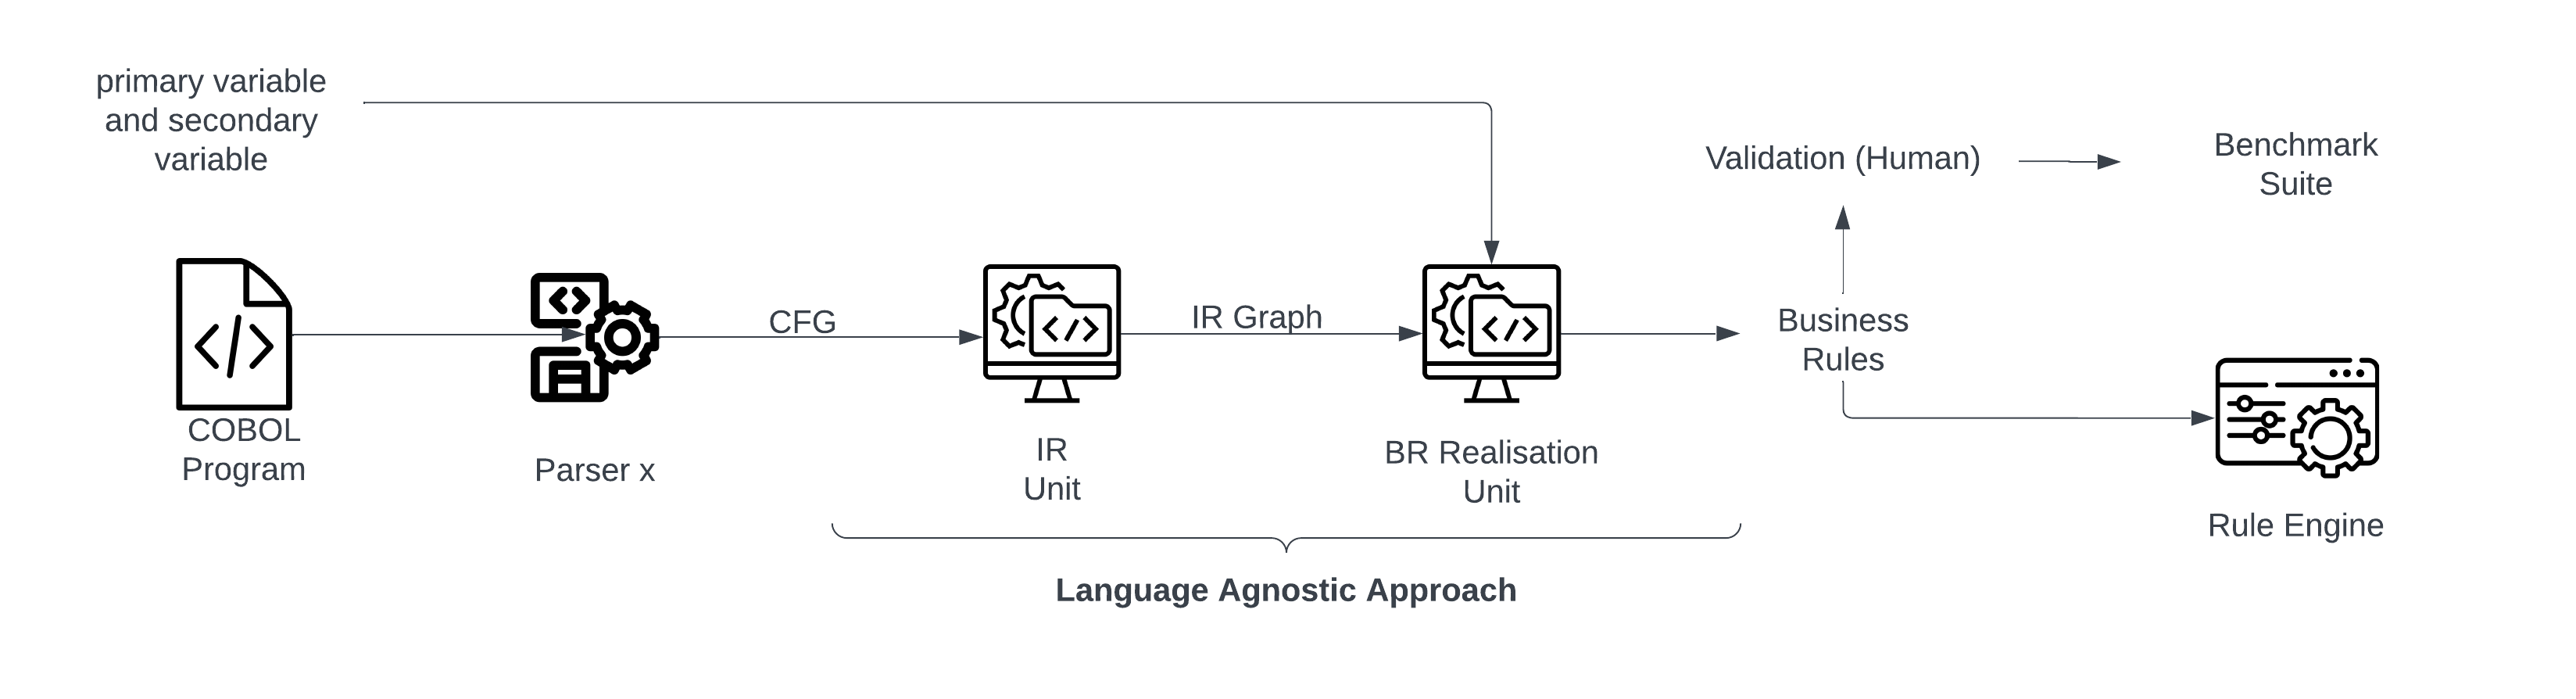 primary variable
and secondary
variable
Validation (Human)
Benchmark
Suite
CFG
IR Graph
Business
Rules
COBOL
Program
Parser x
IR
Unit
BR Realisation
Unit
Rule Engine
Language Agnostic Approach